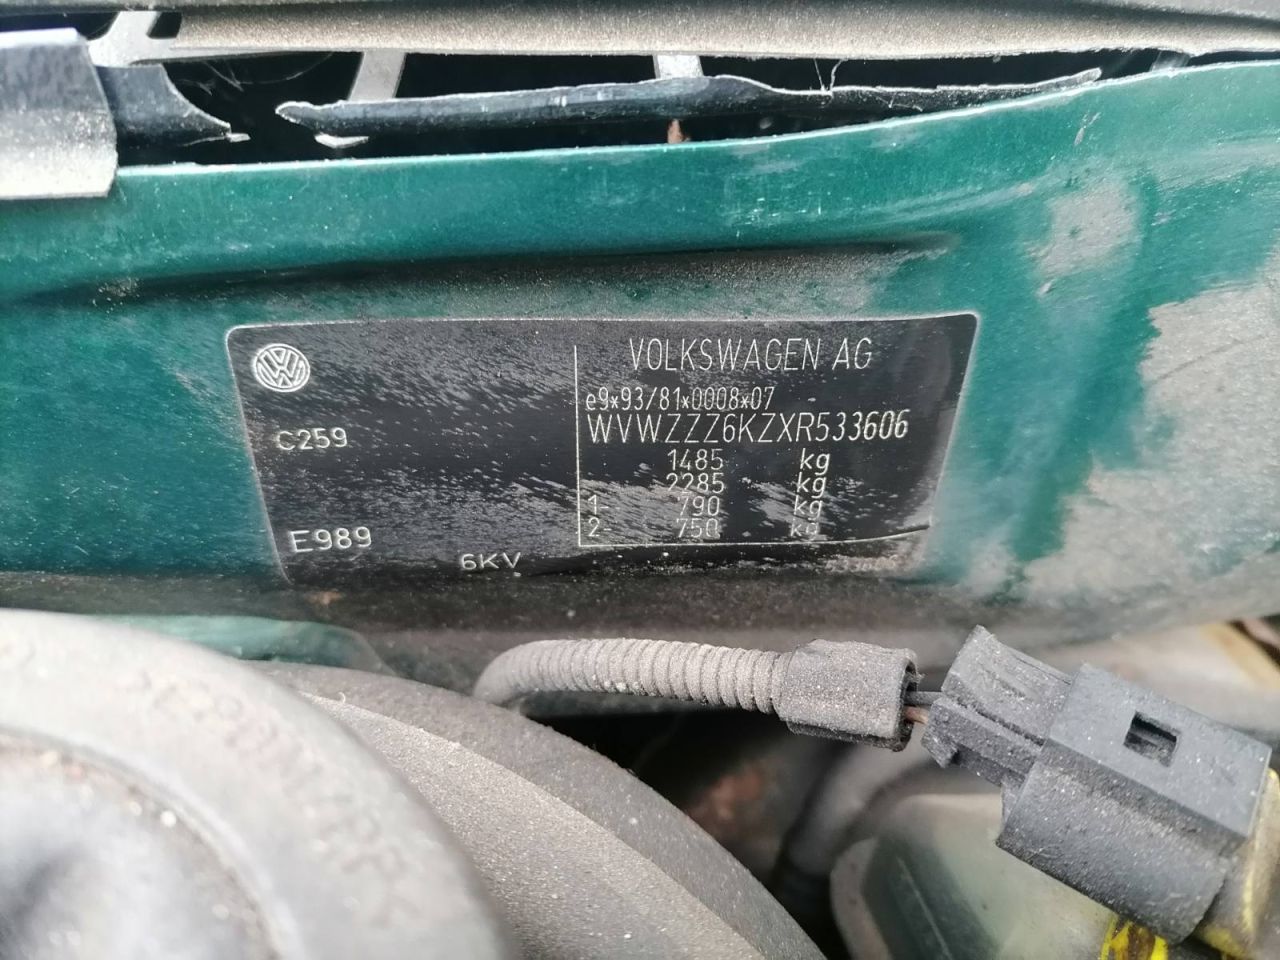 VOLKSWAGEN AG
e9*93/81*0008*07
WVWZZZ6KZXR533606
1485 kg
2285 kg
1- 790 kg
2- 750 kg
C259
E989
6KV